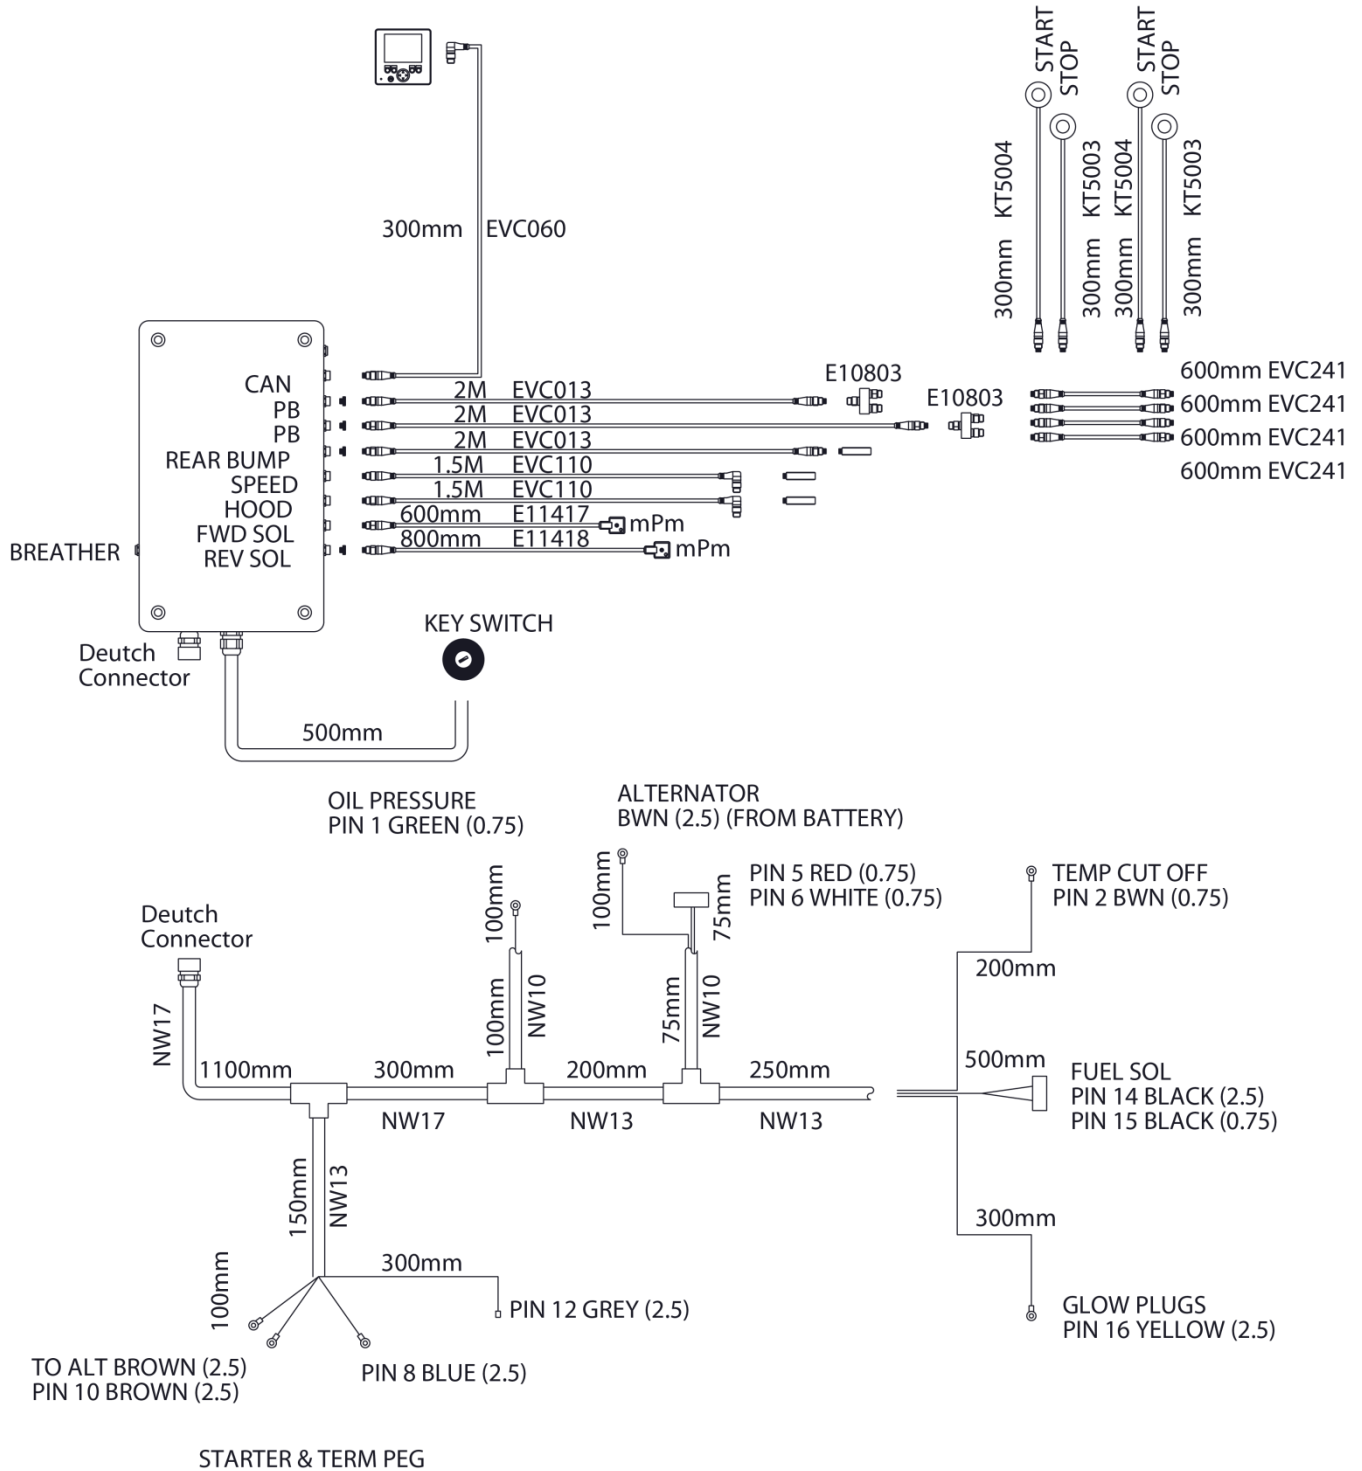 START
STOP
START
STOP
300mm KT5004
300mm KT5003
300mm KT5004
300mm KT5003
300mm EVC060
CAN
PB
PB
REAR BUMP
SPEED
HOOD
FWD SOL
REV SOL
BREATHER
2M EVC013
2M EVC013
2M EVC013
1.5M EVC110
1.5M EVC110
600mm E11417
mPm
800mm E11418
mPm
E10803
E10803
600mm EVC241
600mm EVC241
600mm EVC241
600mm EVC241
Deutch
Connector
KEY SWITCH
500mm
OIL PRESSURE
PIN 1 GREEN (0.75)
ALTERNATOR
BWN (2.5) (FROM BATTERY)
PIN 5 RED (0.75)
PIN 6 WHITE (0.75)
TEMP CUT OFF
PIN 2 BWN (0.75)
100mm
100mm
75mm
Deutch
Connector
200mm
NW17
100mm
NW10
75mm
NW10
1100mm
300mm
200mm
250mm
500mm
NW17
NW13
NW13
FUEL SOL
PIN 14 BLACK (2.5)
PIN 15 BLACK (0.75)
150mm
NW13
300mm
100mm
300mm
PIN 12 GREY (2.5)
GLOW PLUGS
PIN 16 YELLOW (2.5)
TO ALT BROWN (2.5)
PIN 10 BROWN (2.5)
PIN 8 BLUE (2.5)
STARTER & TERM PEG